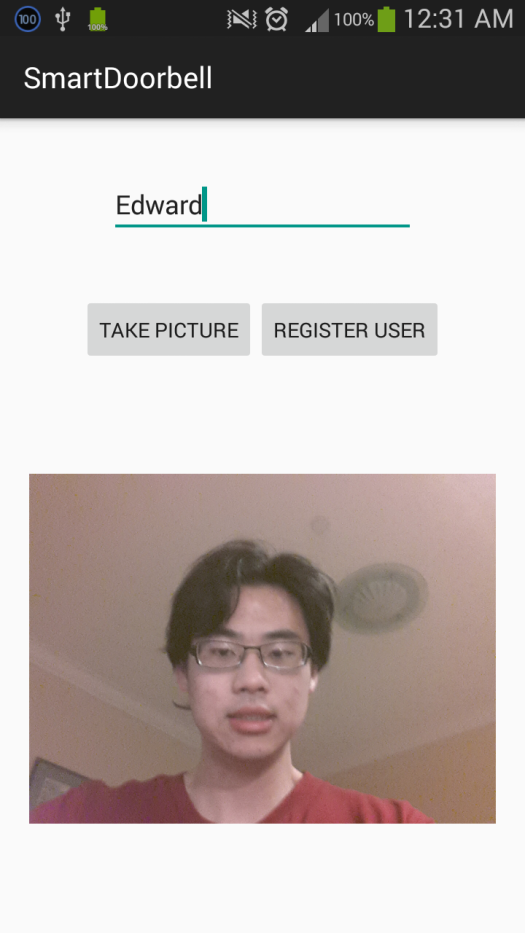 100 100% 100% 12:31 AM
SmartDoorbell
Edward
TAKE PICTURE REGISTER USER